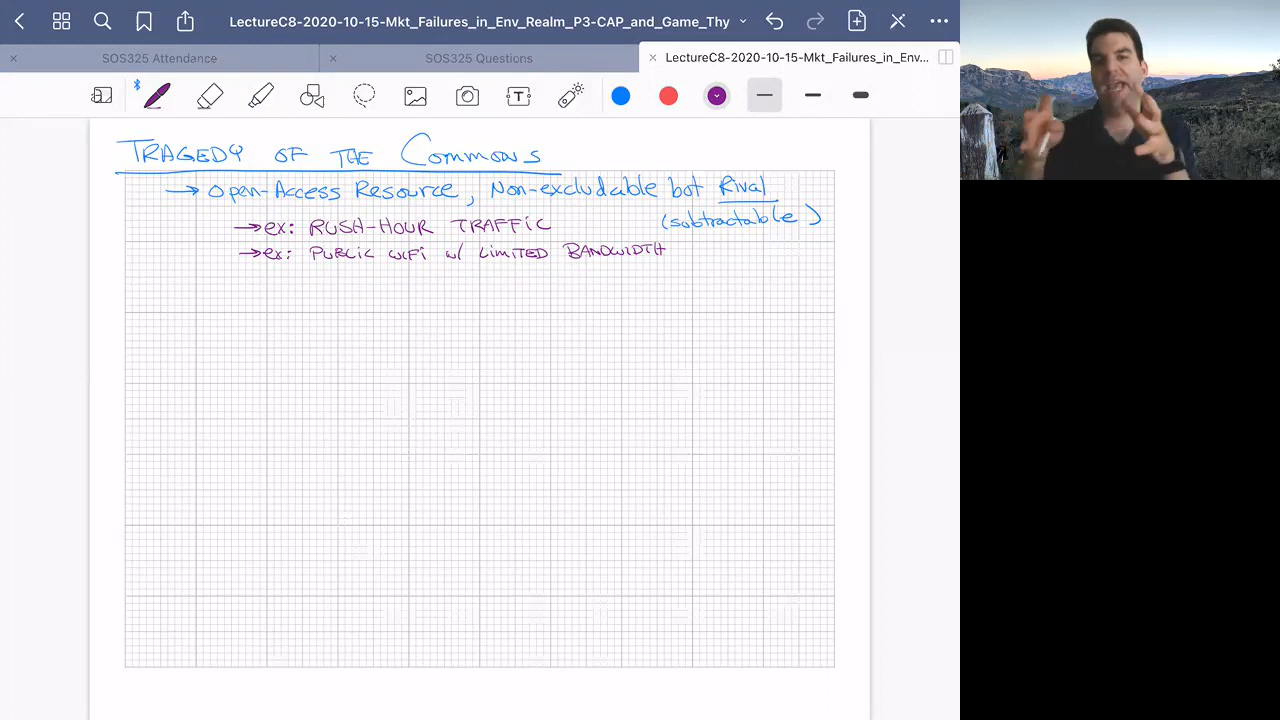 LectureC8-2020-10-15-Mkt_Failures_in_Env_Realm_P3-CAP_and_Game_Thy
SOS325 Attendance
SOS325 Questions
LectureC8-2020-10-15-Mkt_Failures_in_Env...
TRAGEDY OF THE COMMONS
→ Open-Access Resource, Non-excludable but Rival
(subtractable)
→ ex: RUSH-HOUR TRAFFIC
→ ex: PUBLIC WIFI w/ LIMITED BANDWIDTH